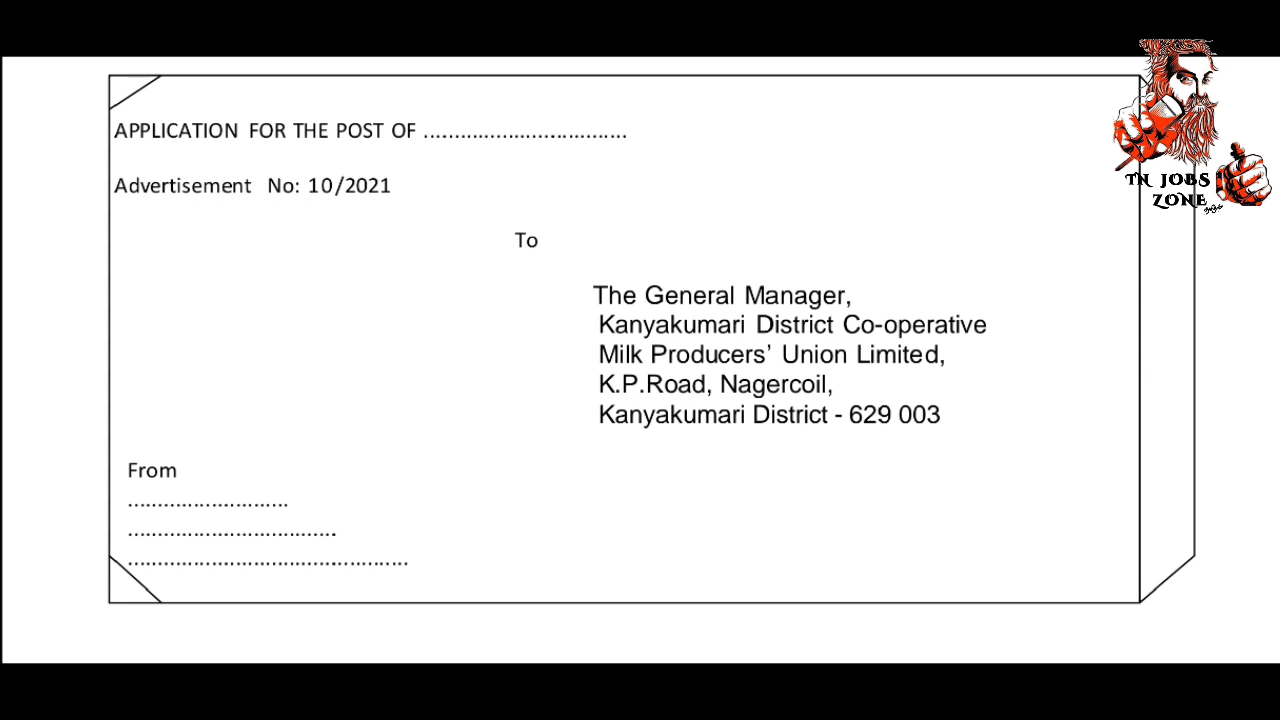 APPLICATION FOR THE POST OF .................................
Advertisement No: 10/2021
To
The General Manager,
Kanyakumari District Co-operative
Milk Producers’ Union Limited,
K.P.Road, Nagercoil,
Kanyakumari District - 629 003
From
..........................
..................................
..............................................
TN JOBS
ZONE